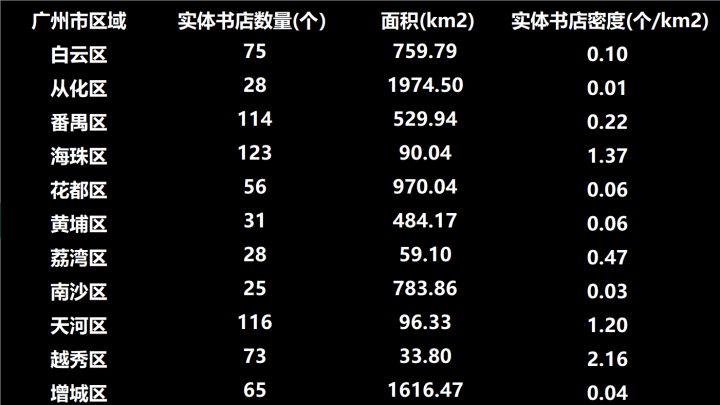 广州市区域 实体书店数量(个) 面积(km2) 实体书店密度(个/km2)
白云区 75 759.79 0.10
从化区 28 1974.50 0.01
番禺区 114 529.94 0.22
海珠区 123 90.04 1.37
花都区 56 970.04 0.06
黄埔区 31 484.17 0.06
荔湾区 28 59.10 0.47
南沙区 25 783.86 0.03
天河区 116 96.33 1.20
越秀区 73 33.80 2.16
增城区 65 1616.47 0.04